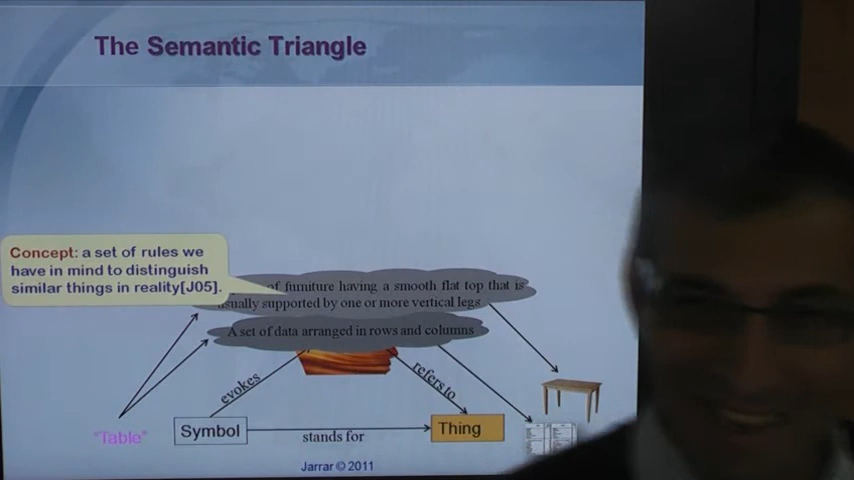 The Semantic Triangle
Concept: a set of rules we
have in mind to distinguish
similar things in reality[J05].
of furniture having a smooth flat top that is
usually supported by one or more vertical legs
A set of data arranged in rows and columns
evokes
refers to
"Table"
Symbol
stands for
Thing
Jarrar © 2011